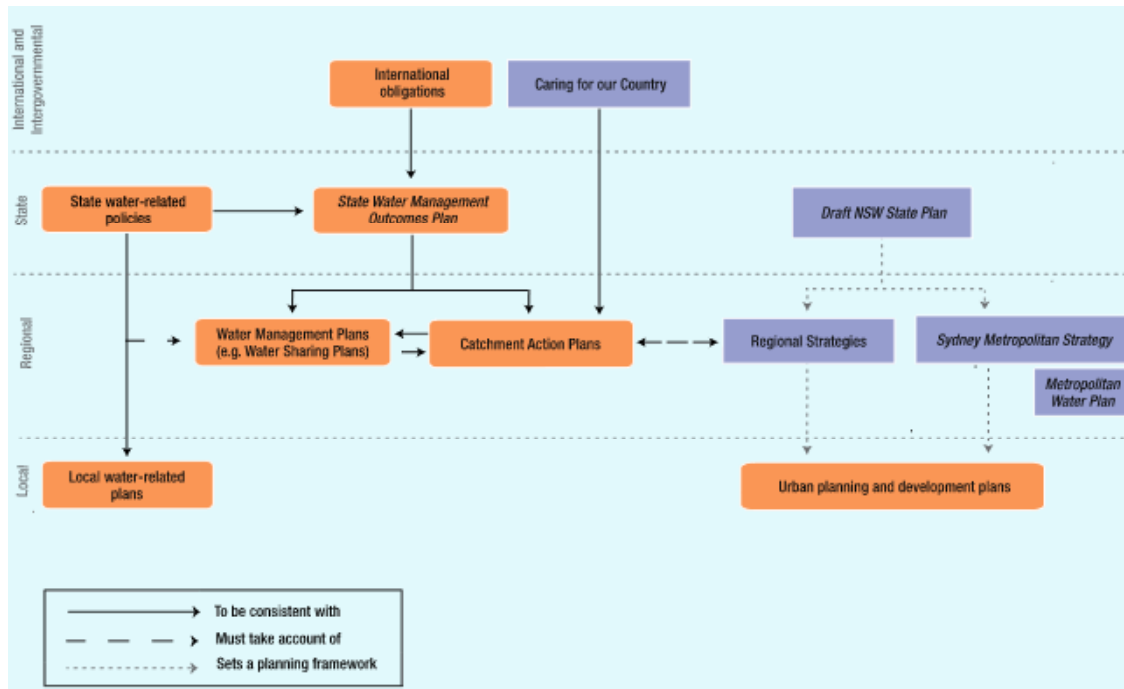 International and
Intergovernmental
International
obligations
Caring for our Country
State
State water-related
policies
State Water Management
Outcomes Plan
Draft NSW State Plan
Regional
Water Management Plans
(e.g. Water Sharing Plans)
Catchment Action Plans
Regional Strategies
Sydney Metropolitan Strategy
Metropolitan
Water Plan
Local
Local water-related
plans
Urban planning and development plans
To be consistent with
Must take account of
Sets a planning framework